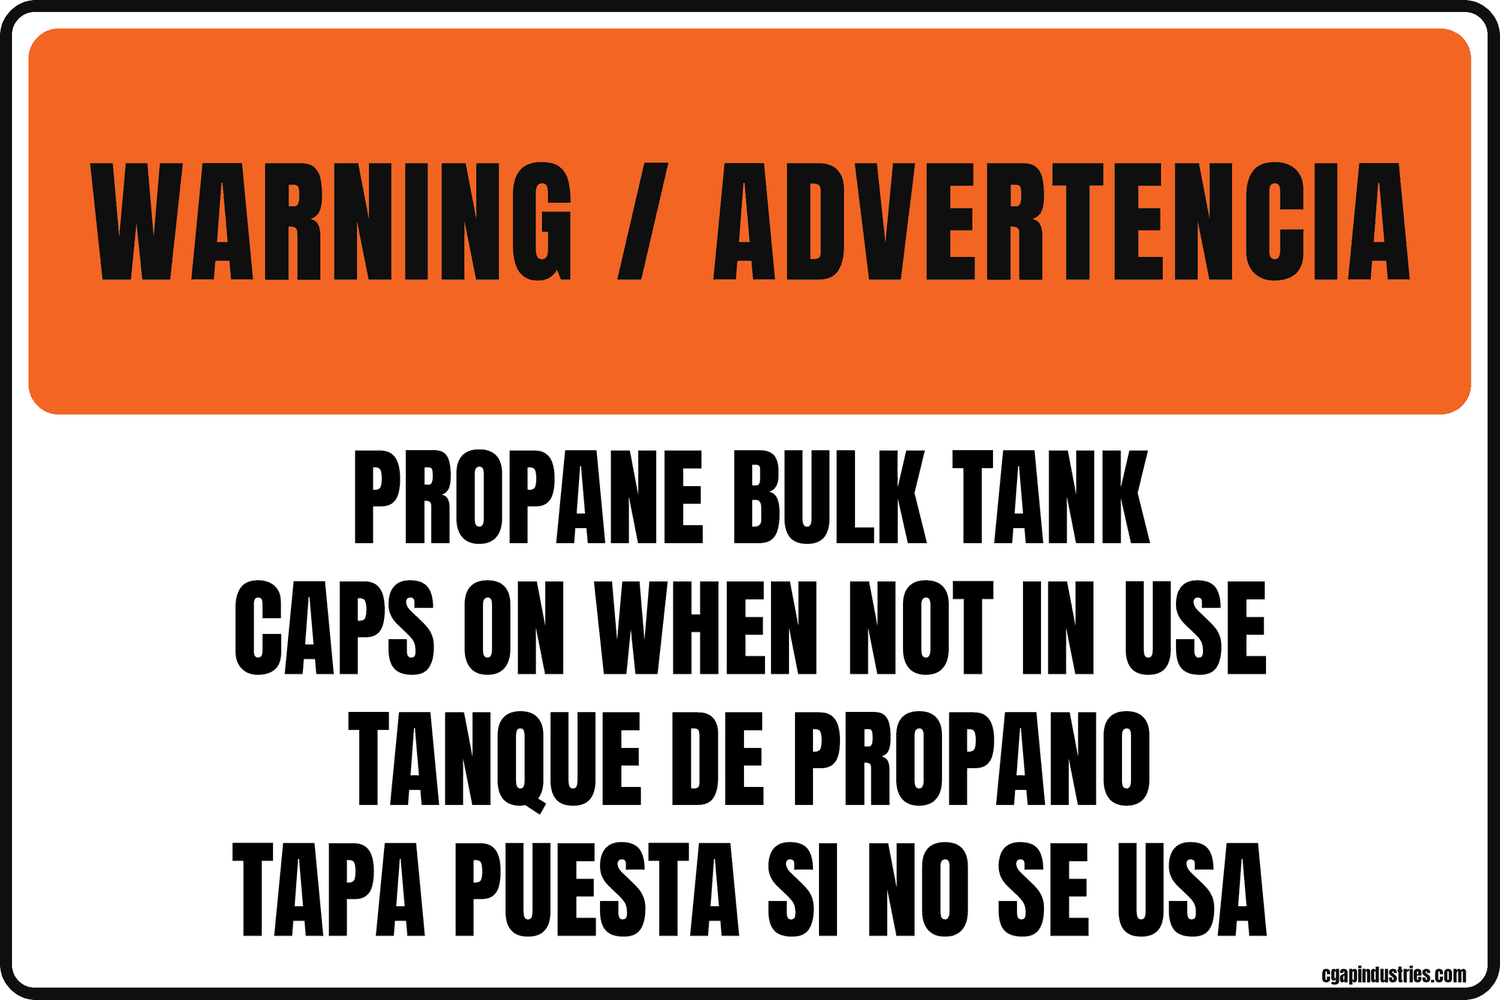 WARNING / ADVERTENCIA
PROPANE BULK TANK
CAPS ON WHEN NOT IN USE
TANQUE DE PROPANO
TAPA PUESTA SI NO SE USA
cgapindustries.com